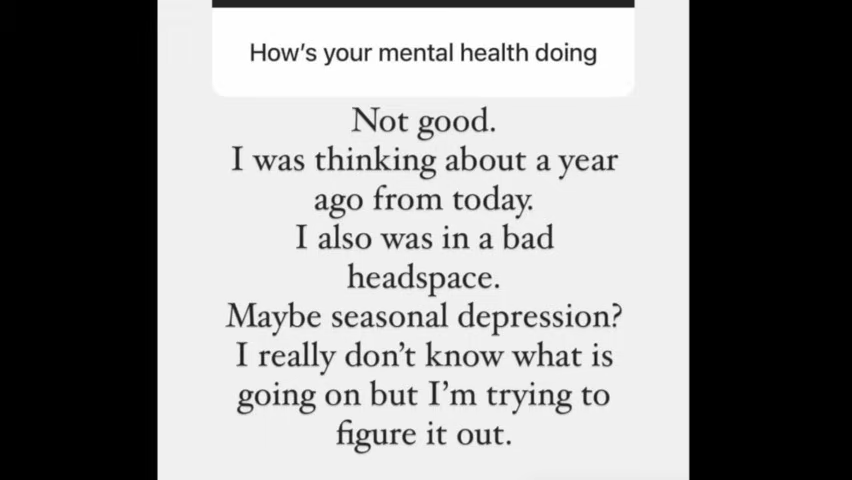 How's your mental health doing
Not good.
I was thinking about a year
ago from today.
I also was in a bad
headspace.
Maybe seasonal depression?
I really don't know what is
going on but I'm trying to
figure it out.